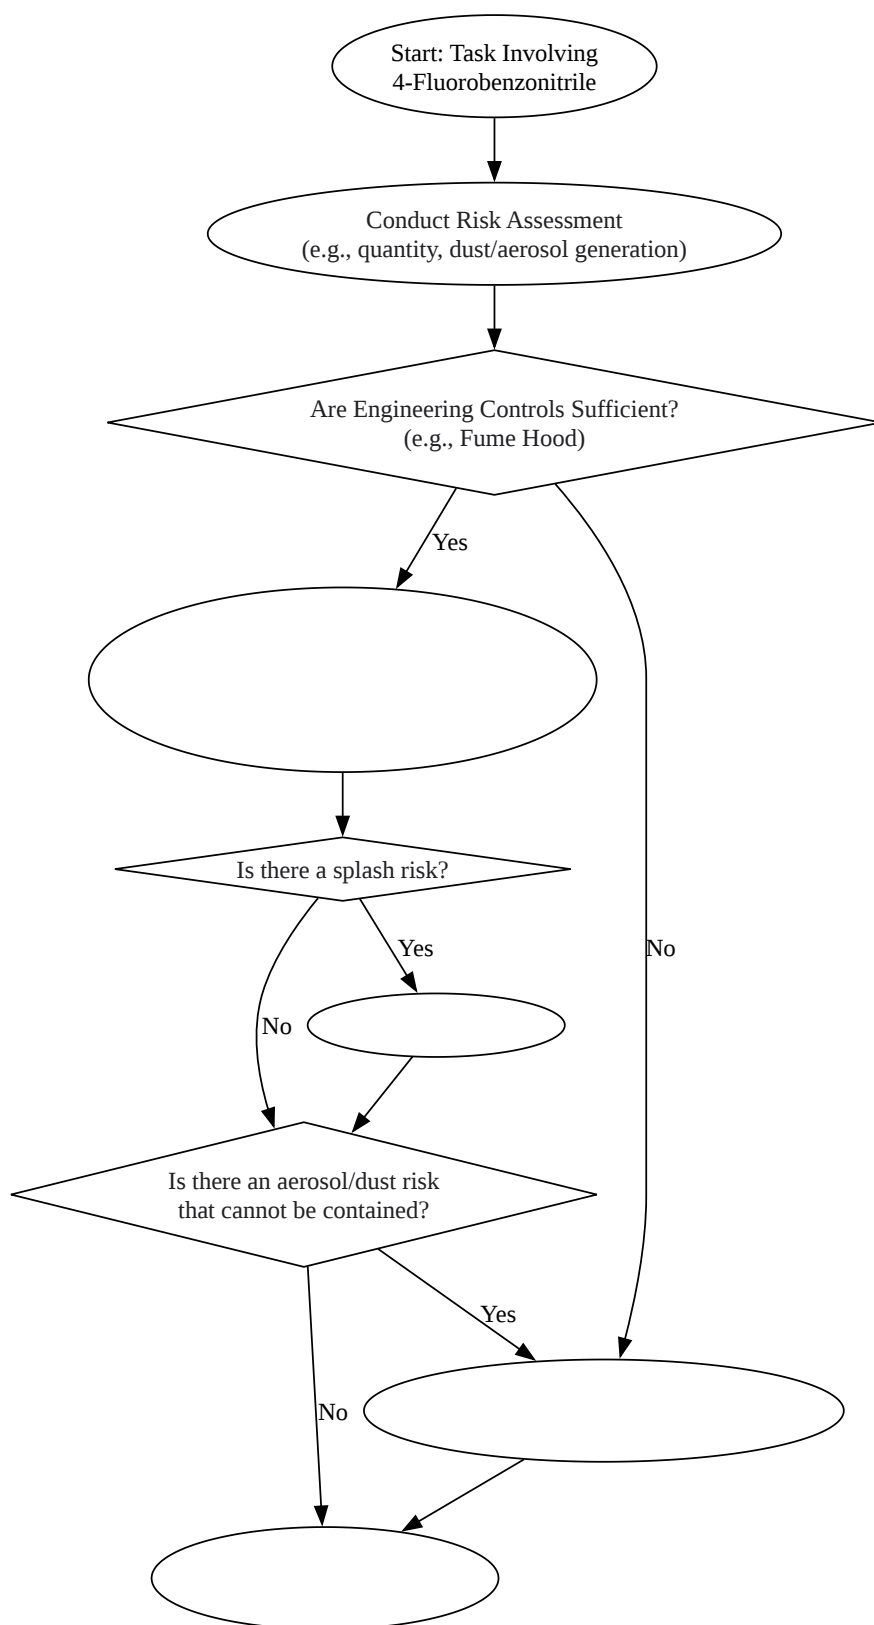 Start: Task Involving
4-Fluorobenzonitrile
Conduct Risk Assessment
(e.g., quantity, dust/aerosol generation)
Are Engineering Controls Sufficient?
(e.g., Fume Hood)
Yes
Is there a splash risk?
Yes
No
No
Is there an aerosol/dust risk
that cannot be contained?
Yes
No